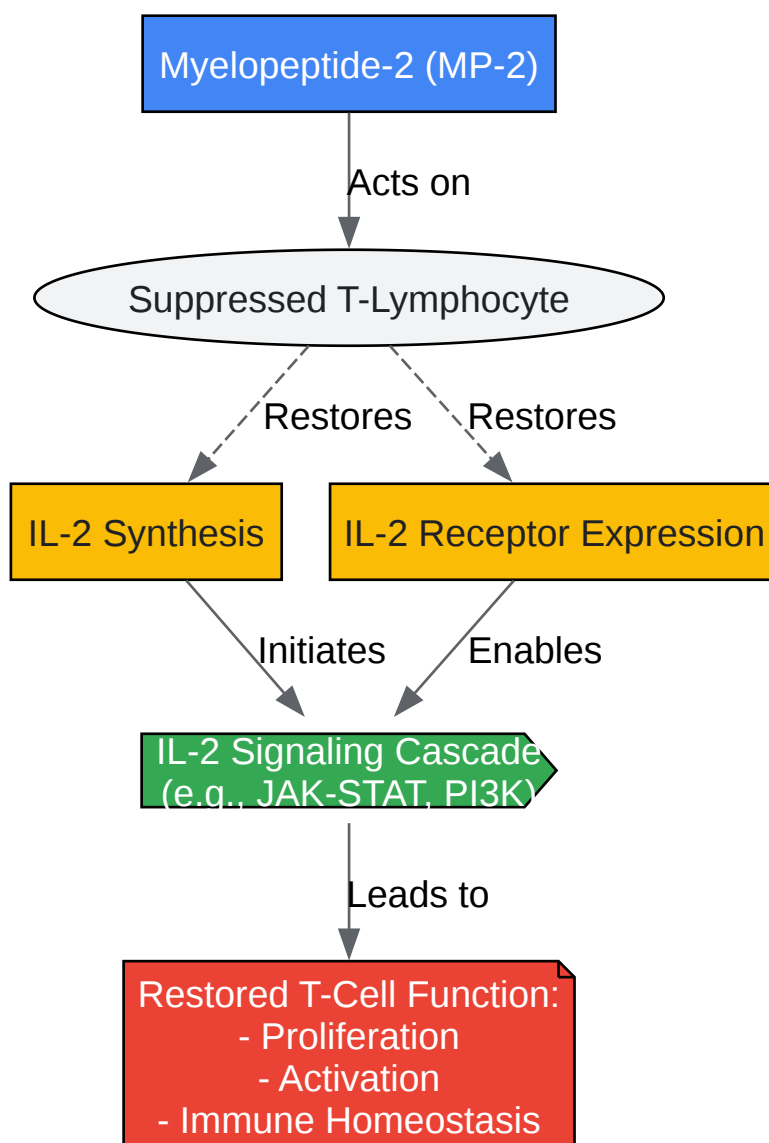 Myelopeptide-2 (MP-2)
Acts on
Suppressed T-Lymphocyte
Restores
Restores
IL-2 Synthesis
IL-2 Receptor Expression
Initiates
Enables
IL-2 Signaling Cascade
(e.g., JAK-STAT, PI3K)
Leads to
Restored T-Cell Function:
- Proliferation
- Activation
- Immune Homeostasis